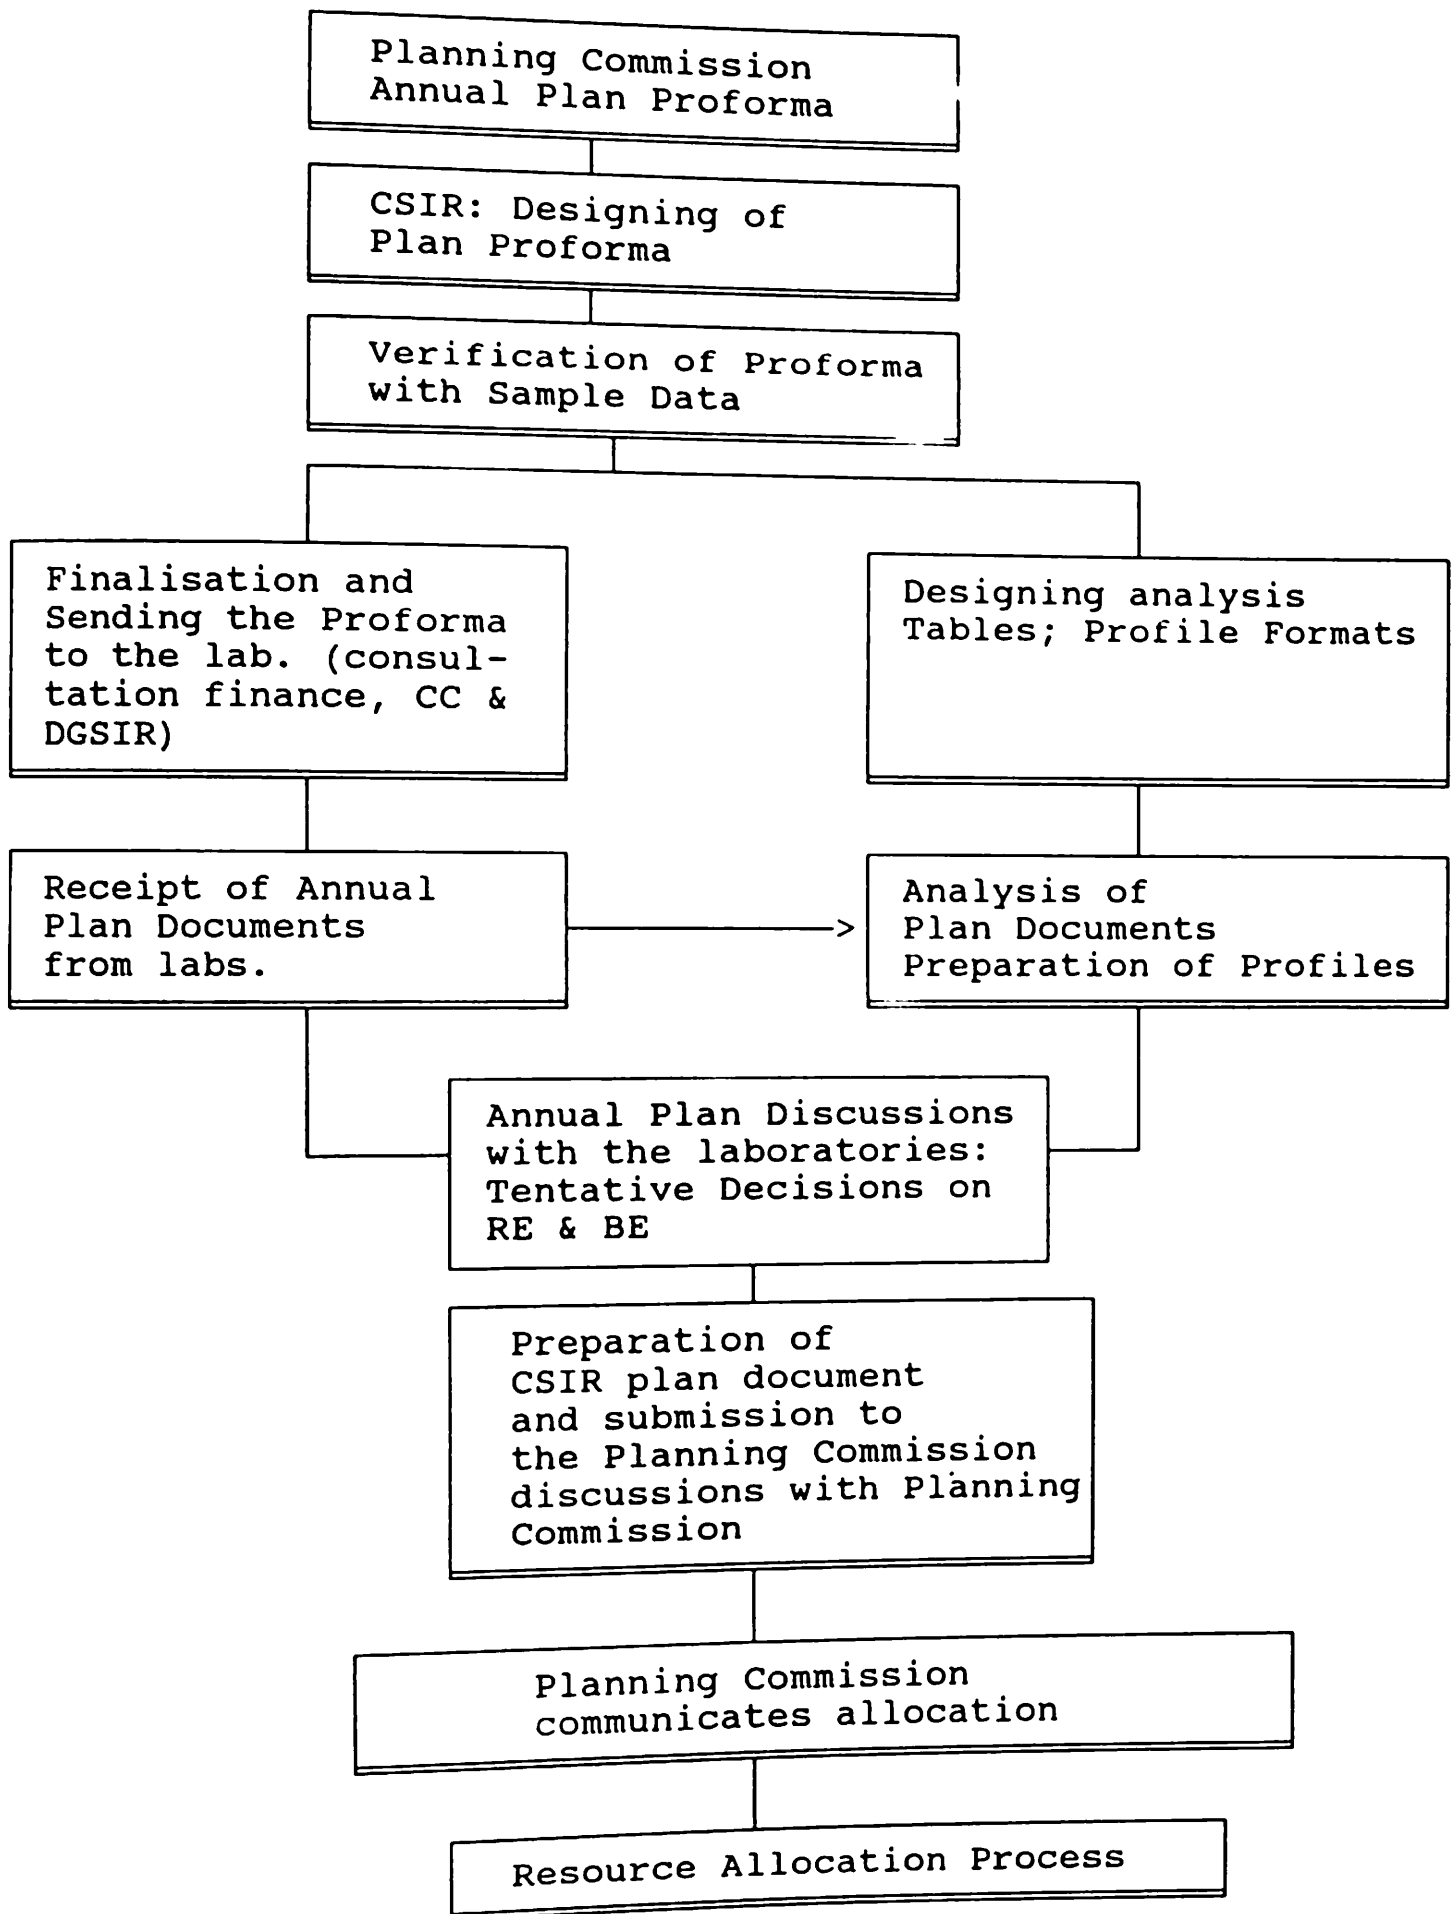 Planning Commission
Annual Plan Proforma
CSIR: Designing of
Plan Proforma
Verification of Proforma
with Sample Data
Finalisation and
Sending the Proforma
to the lab. (consul-
tation finance, CC &
DGSIR)
Designing analysis
Tables; Profile Formats
Receipt of Annual
Plan Documents
from labs.
Analysis of
Plan Documents
Preparation of Profiles
Annual Plan Discussions
with the laboratories:
Tentative Decisions on
RE & BE
Preparation of
CSIR plan document
and submission to
the Planning Commission
discussions with Planning
Commission
Planning Commission
communicates allocation
Resource Allocation Process